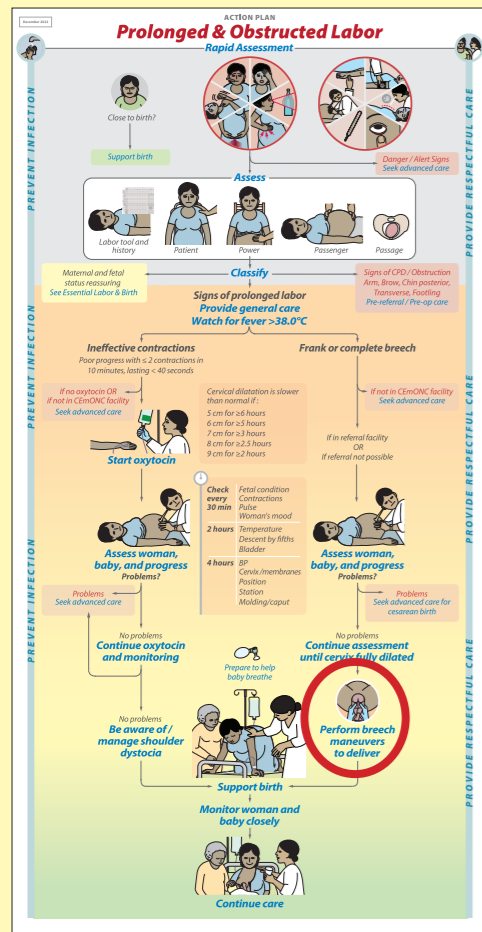 November 2023
ACTION PLAN
Prolonged & Obstructed Labor
Rapid Assessment
PREVENT INFECTION
PROVIDE RESPECTFUL CARE
Close to birth?
Support birth
Danger / Alert Signs
Seek advanced care
Assess
Labor tool and
history
Patient
Power
Passenger
Passage
Maternal and fetal
status reassuring
See Essential Labor & Birth
Classify
Signs of CPD / Obstruction
Arm, Brow, Chin posterior,
Transverse, Footling
Pre-referral / Pre-op care
Signs of prolonged labor
Provide general care
Watch for fever >38.0°C
PREVENT INFECTION
PROVIDE RESPECTFUL CARE
Ineffective contractions
Poor progress with ≤ 2 contractions in
10 minutes, lasting < 40 seconds
Frank or complete breech
If no oxytocin OR
if not in CEmONC facility
Seek advanced care
Cervical dilatation is slower
than normal if :
5 cm for ≥6 hours
6 cm for ≥5 hours
7 cm for ≥3 hours
8 cm for ≥2.5 hours
9 cm for ≥2 hours
If not in CEmONC facility
Seek advanced care
If in referral facility
OR
If referral not possible
Start oxytocin
Check
every
30 min
Fetal condition
Contractions
Pulse
Woman's mood
2 hours
Temperature
Descent by fifths
Bladder
4 hours
BP
Cervix/membranes
Position
Station
Molding/caput
Assess woman,
baby, and progress
Problems?
Assess woman,
baby, and progress
Problems?
PREVENT INFECTION
PROVIDE RESPECTFUL CARE
Problems
Seek advanced care
Problems
Seek advanced care for
cesarean birth
No problems
Continue oxytocin
and monitoring
Prepare to help
baby breathe
No problems
Continue assessment
until cervix fully dilated
No problems
Be aware of /
manage shoulder
dystocia
Perform breech
maneuvers
to deliver
Support birth
Monitor woman and
baby closely
Continue care